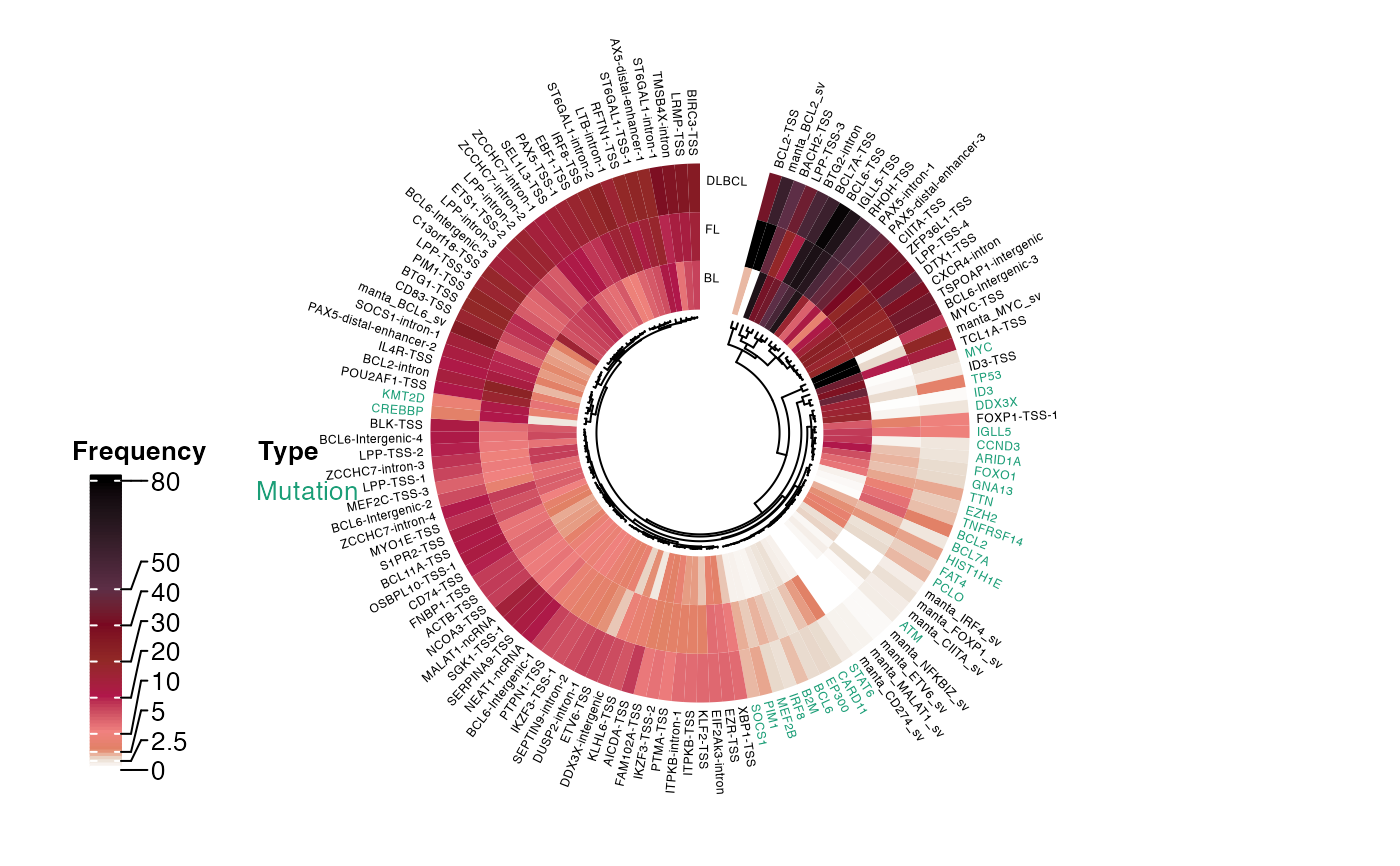 Frequency
80
50
40
30
20
10
5
2.5
0
Type
Mutation
DLBCL
FL
BL
BCL2-TSS
manta_BCL2_sv
BACH2-TSS
LPP-TSS-3
BTG2-intron
BCL7A-TSS
BCL6-TSS
IGLL5-TSS
RHOH-TSS
PAX5-intron-1
PAX5-distal-enhancer-3
CIITA-TSS
ZFP36L1-TSS
LPP-TSS-4
DTX1-TSS
CXCR4-intron
TSPOAP1-intergenic
BCL6-Intergenic-3
MYC-TSS
manta_MYC_sv
TCL1A-TSS
MYC
ID3-TSS
TP53
ID3
DDX3X
FOXP1-TSS-1
IGLL5
CCND3
ARID1A
FOXO1
GNA13
TTN
EZH2
TNFRSF14
BCL2
BCL7A
HIST1H1E
FAT4
PCLO
manta_IRF4_sv
manta_FOXP1_sv
manta_CIITA_sv
ATM
manta_NFKBIZ_sv
manta_ETV6_sv
manta_MALAT1_sv
manta_CD274_sv
STAT6
CARD11
EP300
BCL6
B2M
IRF8
MEF2B
PIM1
SOCS1
XBP1-TSS
EZR-TSS
EIF2Ak3-intron
KLF2-TSS
ITPKB-TSS
ITPKB-intron-1
PTMA-TSS
IKZF3-TSS-2
FAM102A-TSS
AICDA-TSS
KLHL6-TSS
DDX3X-intergenic
ETV6-TSS
DUSP2-intron-1
SEPTIN9-intron-2
IKZF3-TSS-1
PTPN1-TSS
BCL6-Intergenic-1
NEAT1-ncRNA
SERPINA9-TSS
SGK1-TSS-1
MALAT1-ncRNA
NCOA3-TSS
ACTB-TSS
FNBP1-TSS
CD74-TSS
OSBPL10-TSS-1
BCL11A-TSS
S1PR2-TSS
MYO1E-TSS
ZCCHC7-intron-4
BCL6-Intergenic-2
MEF2C-TSS-3
LPP-TSS-1
ZCCHC7-intron-3
LPP-TSS-2
BCL6-Intergenic-4
BLK-TSS
CREBBP
KMT2D
POU2AF1-TSS
BCL2-intron
IL4R-TSS
PAX5-distal-enhancer-2
SOCS1-intron-1
manta_BCL6_sv
CD83-TSS
BTG1-TSS
PIM1-TSS
LPP-TSS-5
C13orf18-TSS
BCL6-Intergenic-5
LPP-intron-3
ETS1-TSS-2
LPP-intron-2
ZCCHC7-intron-2
ZCCHC7-intron-1
SEL1L3-TSS
PAX5-TSS-1
EBF1-TSS
IRF8-TSS
ST6GAL1-intron-2
LTB-intron-1
RFTN1-TSS
ST6GAL1-TSS-1
AX5-distal-enhancer-1
ST6GAL1-intron-1
TMSB4X-intron
LRMP-TSS
BIRC3-TSS